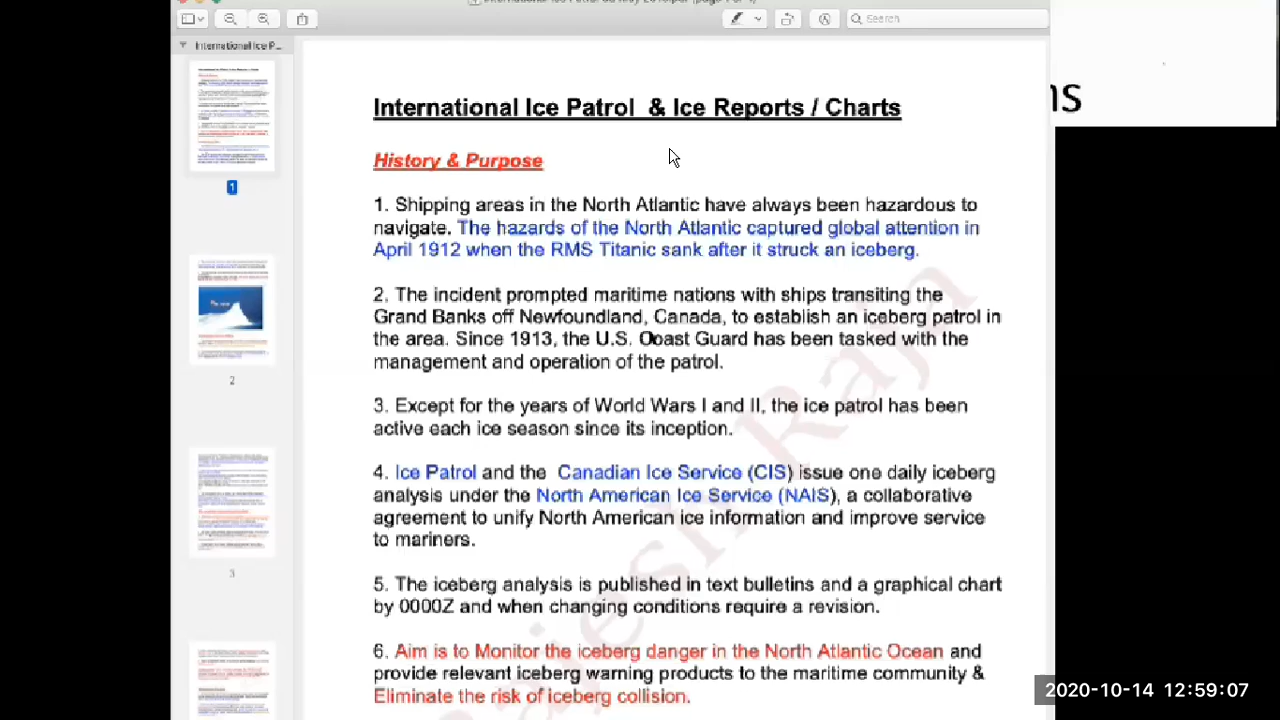 Search
International Ice P...
International Ice Patrol & Ice Reports / Charts
ns
History & Purpose
1. Shipping areas in the North Atlantic have always been hazardous to
navigate. The hazards of the North Atlantic captured global attention in
April 1912 when the RMS Titanic sank after it struck an iceberg.
2. The incident prompted maritime nations with ships transiting the
Grand Banks off Newfoundland, Canada, to establish an iceberg patrol in
the area. Since 1913, the U.S. Coast Guard has been tasked with the
management and operation of the patrol.
3. Except for the years of World Wars I and II, the ice patrol has been
active each ice season since its inception.
4. Ice Patrol and the Canadian Ice Service (CIS) issue one daily iceberg
analysis under the North American Ice Service (NAIS), a collaborative
to unify North American ice information and improve service
to mariners.
5. The iceberg analysis is published in text bulletins and a graphical chart
by 0000Z and when changing conditions require a revision.
6. Aim is to Monitor the iceberg danger in the North Atlantic Ocean and
provide relevant iceberg warning to the maritime community &
Eliminate the risk of iceberg collision.
1
2
3
2020-10-14 12:59:07